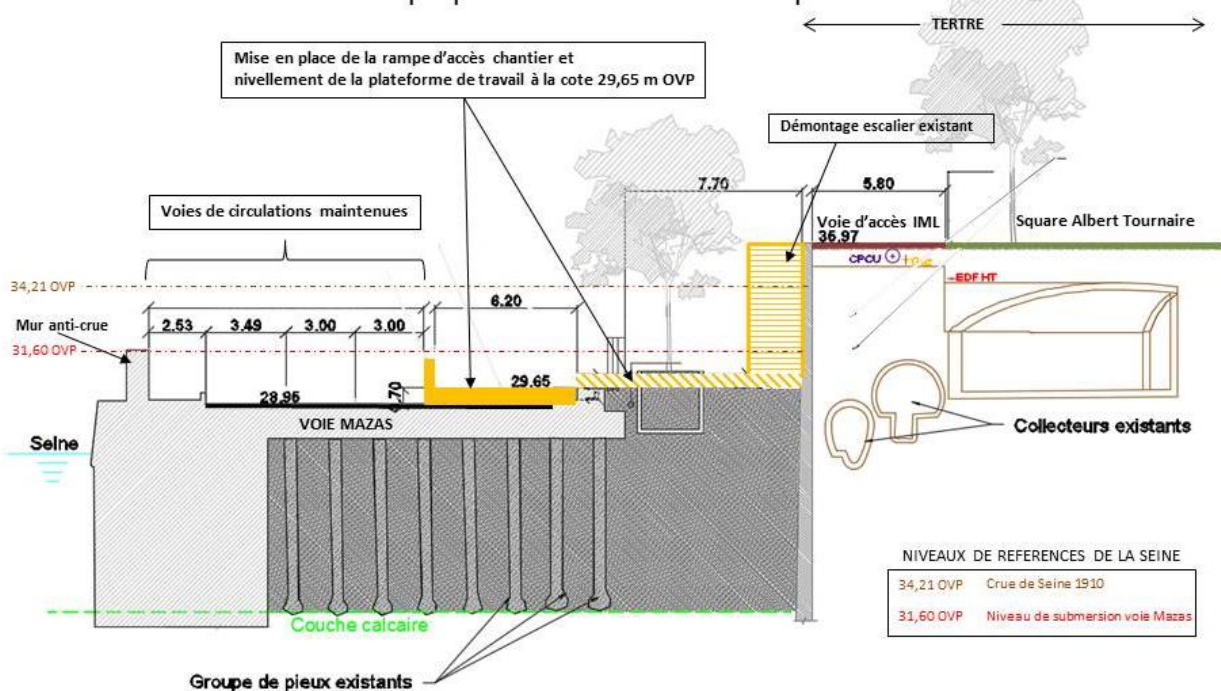 TERTRE
Mise en place de la rampe d'accès chantier et
nivellement de la plateforme de travail à la cote 29,65 m OVP
Démontage escalier existant
7.70
5.80
Voies de circulations maintenues
Voie d'accès IML
Square Albert Tournaire
36.97
CPCU
EDF HT
34,21 OVP
6.20
Mur anti-crue
2.53
3.49
3.00
3.00
31,60 OVP
29.65
28.95
VOIE MAZAS
Seine
Collecteurs existants
NIVEAUX DE REFERENCES DE LA SEINE
34,21 OVP Crue de Seine 1910
31,60 OVP Niveau de submersion voie Mazas
Couche calcaire
Groupe de pieux existants